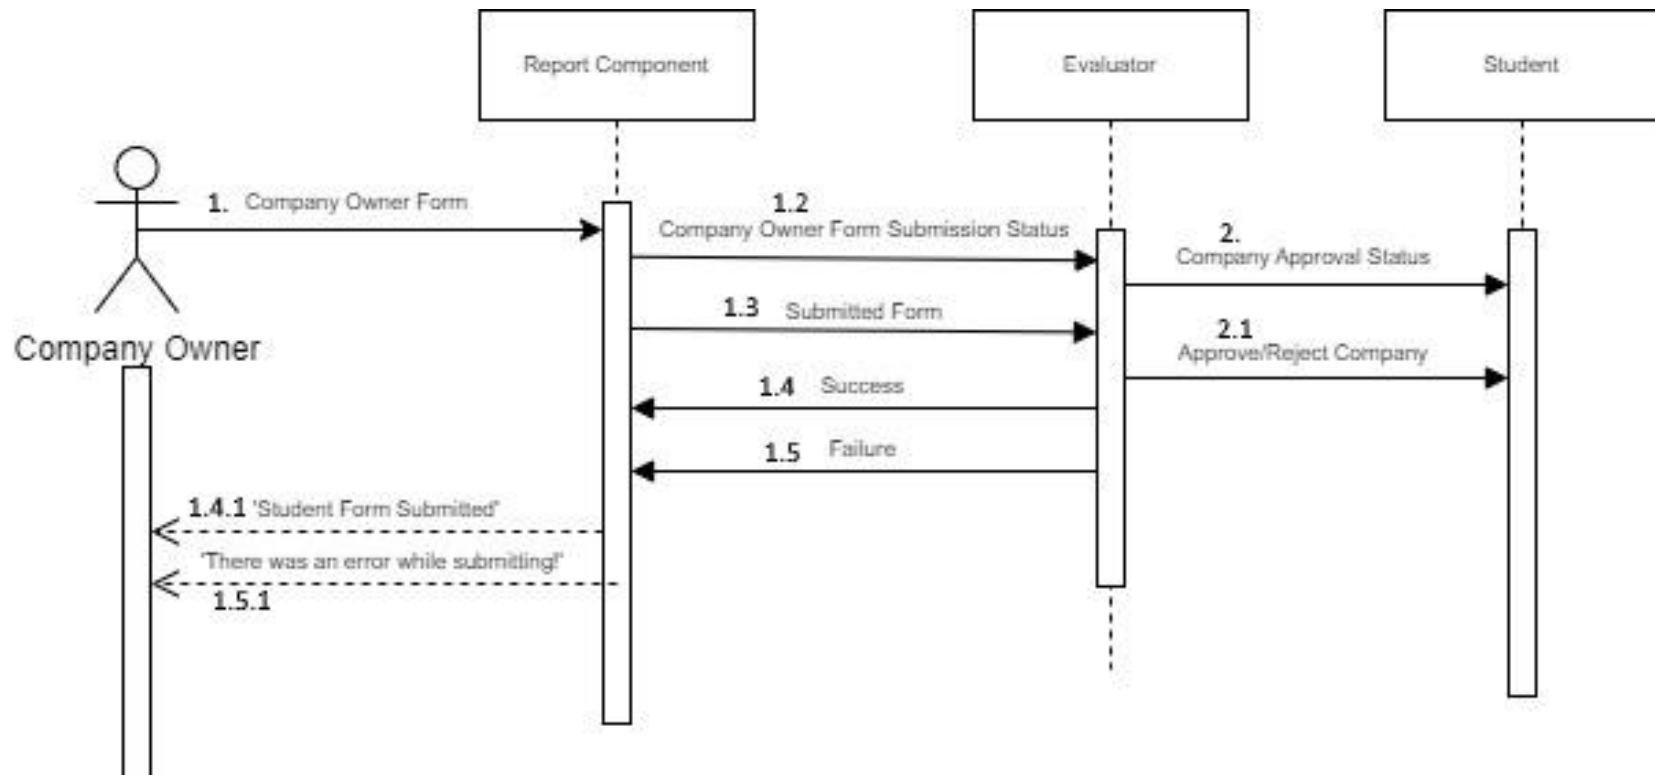 Report Component
Evaluator
Student
1. Company Owner Form
1.2
Company Owner Form Submission Status
2.
Company Approval Status
1.3 Submitted Form
2.1
Approve/Reject Company
Company Owner
1.4 Success
1.5 Failure
1.4.1 'Student Form Submitted'
'There was an error while submitting!'
1.5.1